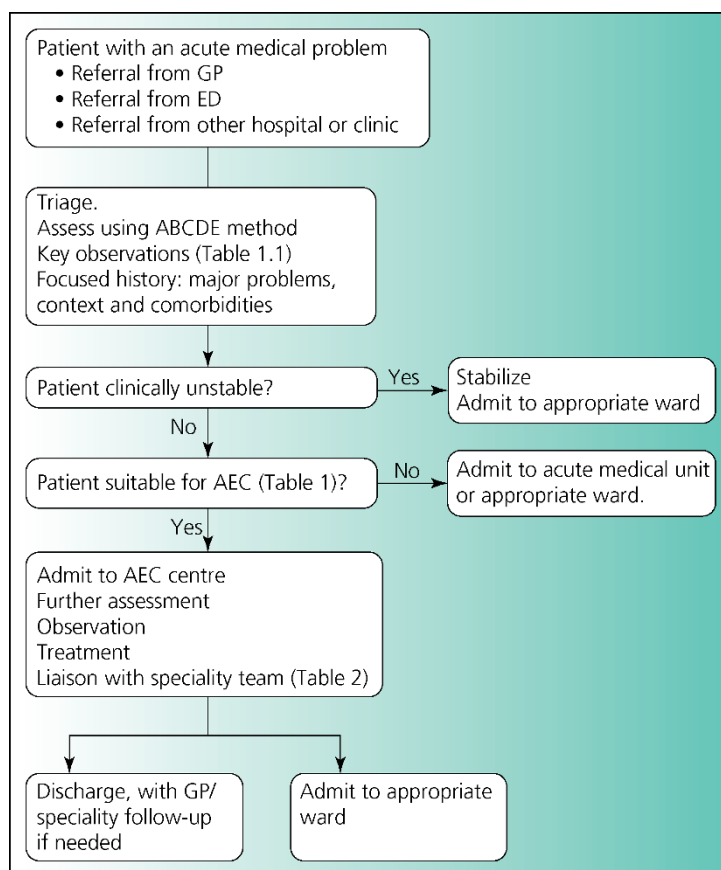 Patient with an acute medical problem
• Referral from GP
• Referral from ED
• Referral from other hospital or clinic
Triage.
Assess using ABCDE method
Key observations (Table 1.1)
Focused history: major problems,
context and comorbidities
Patient clinically unstable?
Yes
Stabilize
Admit to appropriate ward
No
Patient suitable for AEC (Table 1)?
No
Admit to acute medical unit
or appropriate ward.
Yes
Admit to AEC centre
Further assessment
Observation
Treatment
Liaison with speciality team (Table 2)
Discharge, with GP/
speciality follow-up
if needed
Admit to appropriate
ward